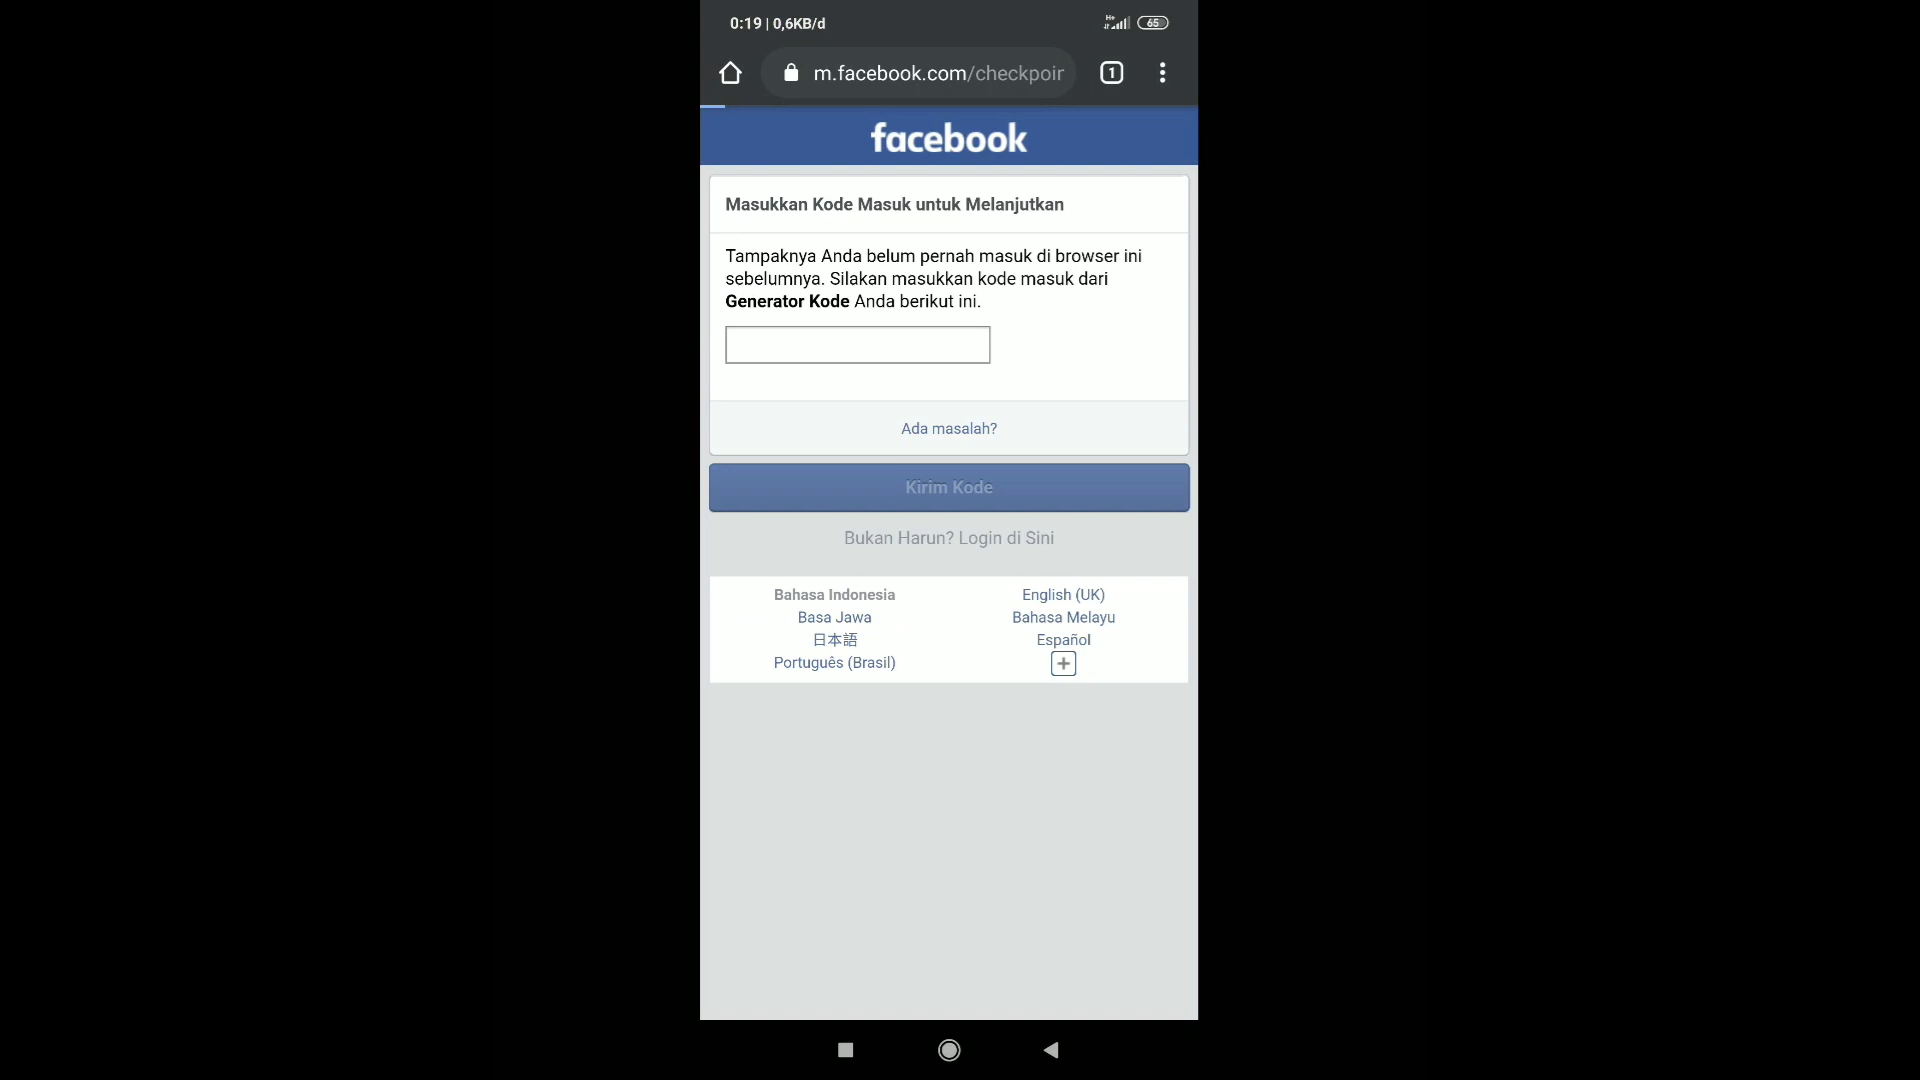 0:19 | 0,6KB/d
H+
65
m.facebook.com/checkpoir
1
facebook
Masukkan Kode Masuk untuk Melanjutkan
Tampaknya Anda belum pernah masuk di browser ini
sebelumnya. Silakan masukkan kode masuk dari
Generator Kode Anda berikut ini.
Ada masalah?
Kirim Kode
Bukan Harun? Login di Sini
Bahasa Indonesia
English (UK)
Basa Jawa
Bahasa Melayu
日本語
Español
Português (Brasil)